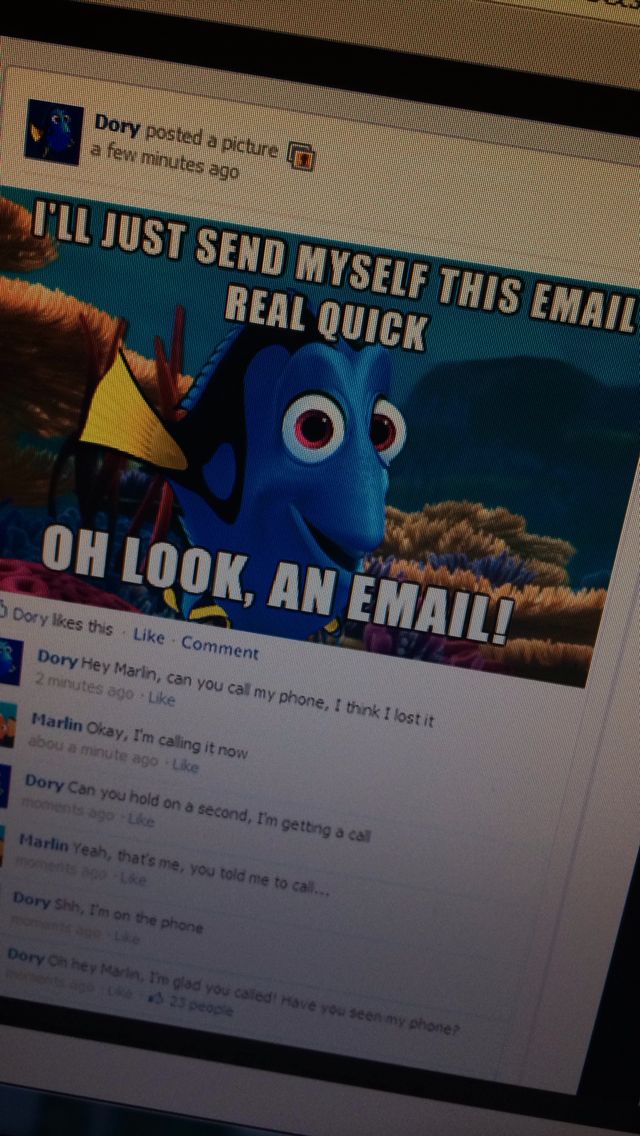 Dory posted a picture
a few minutes ago
I'LL JUST SEND MYSELF THIS EMAIL
REAL QUICK
OH LOOK, AN EMAIL!
Dory likes this · Like · Comment
Dory Hey Marlin, can you call my phone, I think I lost it
2 minutes ago · Like
Marlin Okay, I'm calling it now
abou a minute ago · Like
Dory Can you hold on a second, I'm getting a call
moments ago · Like
Marlin Yeah, that's me, you told me to call...
moments ago · Like
Dory Shh, I'm on the phone
moments ago · Like
Dory Oh hey Marlin, I'm glad you called! Have you seen my phone?
moments ago · Like · 23 people